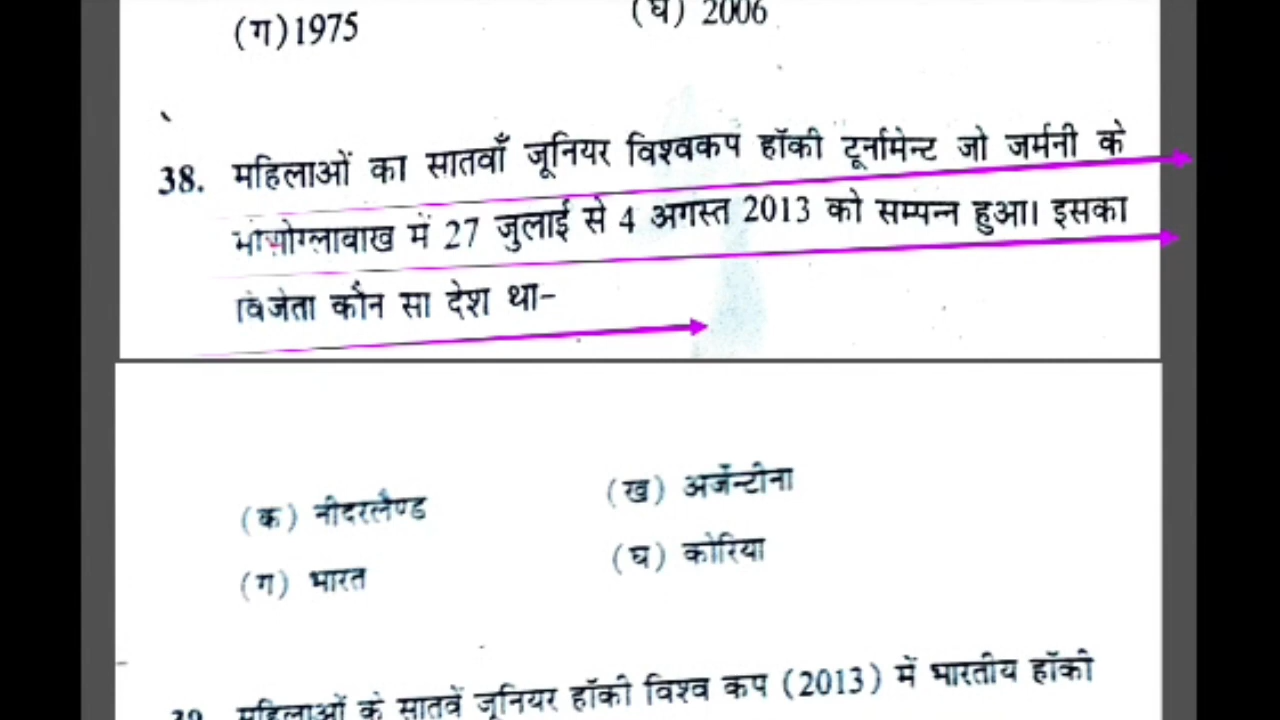 (ग)1975 (घ) 2006
38. महिलाओं का सातवाँ जूनियर विश्वकप हॉकी टूर्नामेन्ट जो जर्मनी के
में 27 जुलाई से 4 अगस्त 2013 को सम्पन्न हुआ। इसका
विजेता कौन सा देश था-
(क) नीदरलैण्ड (ख) अर्जेन्टीना
(ग) भारत (घ) कोरिया
39. महिलाओं के सातवें जूनियर हॉकी विश्व कप (2013) में भारतीय हॉकी